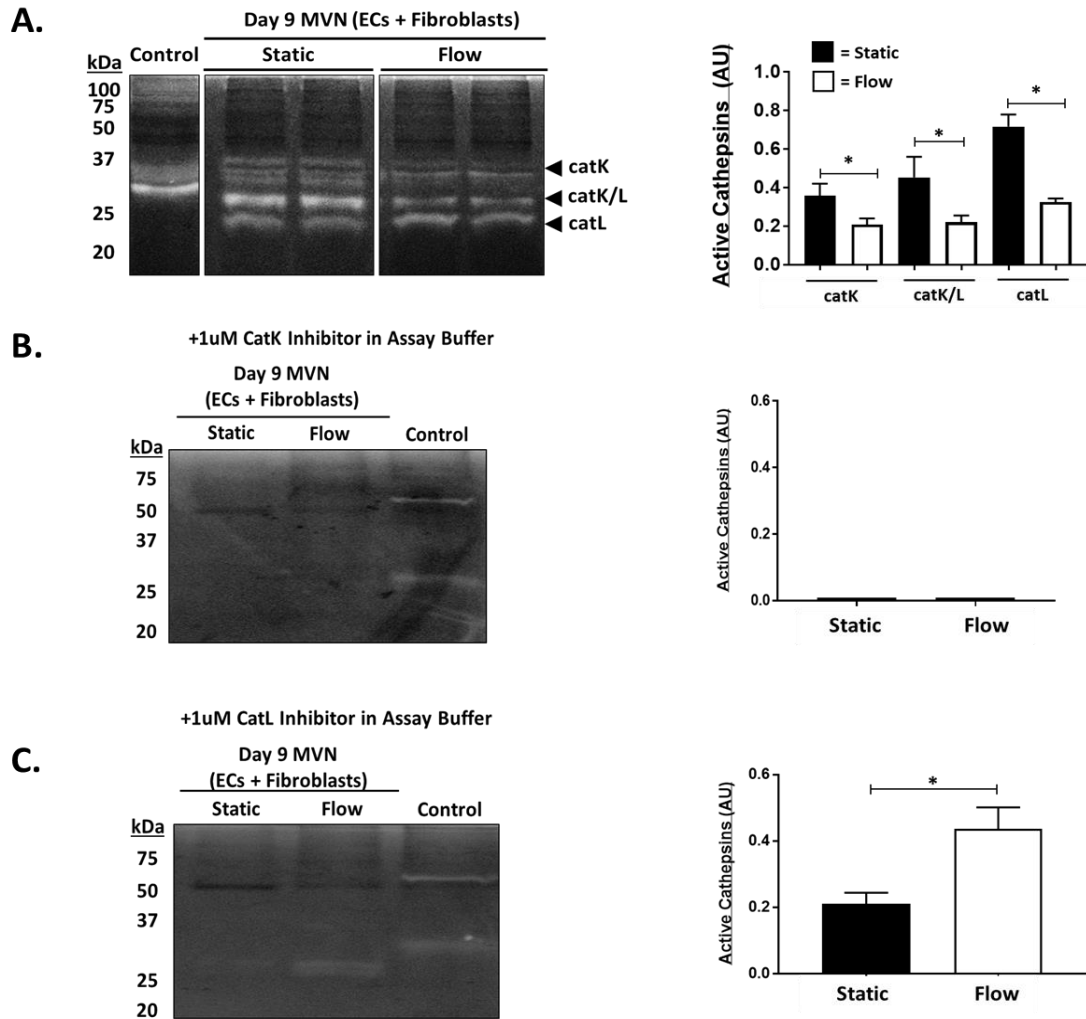 A.
Day 9 MVN (ECs + Fibroblasts)
Control
Static
Flow
kDa
100
75
50
37
25
20
catK
catK/L
catL
= Static
= Flow
Active Cathepsins (AU)
1.0
0.8
0.6
0.4
0.2
0.0
*
*
*
catK
catK/L
catL
B.
+1uM CatK Inhibitor in Assay Buffer
Day 9 MVN
(ECs + Fibroblasts)
Static
Flow
Control
kDa
75
50
37
25
20
Active Cathepsins (AU)
0.6
0.4
0.2
0.0
Static
Flow
C.
+1uM CatL Inhibitor in Assay Buffer
Day 9 MVN
(ECs + Fibroblasts)
Static
Flow
Control
kDa
75
50
37
25
20
Active Cathepsins (AU)
0.6
0.4
0.2
0.0
*
Static
Flow